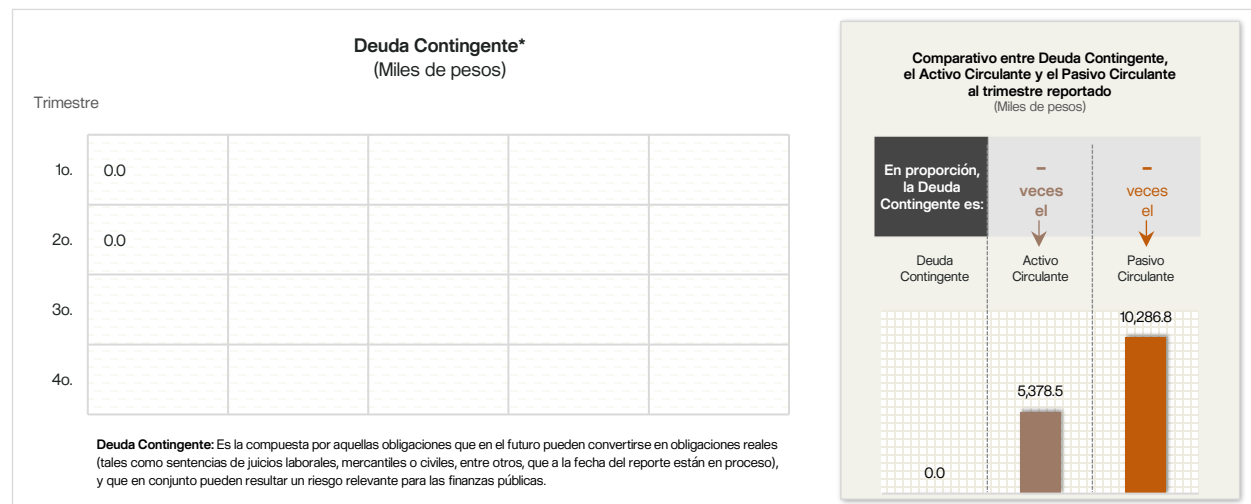 Deuda Contingente*
(Miles de pesos)
Trimestre
1o. 0.0
2o. 0.0
3o.
4o.
Deuda Contingente: Es la compuesta por aquellas obligaciones que en el futuro pueden convertirse en obligaciones reales
(tales como sentencias de juicios laborales, mercantiles o civiles, entre otros, que a la fecha del reporte están en proceso),
y que en conjunto pueden resultar un riesgo relevante para las finanzas públicas.
Comparativo entre Deuda Contingente,
el Activo Circulante y el Pasivo Circulante
al trimestre reportado
(Miles de pesos)
En proporción,
la Deuda
Contingente es:
–
veces
el
–
veces
el
Deuda
Contingente
Activo
Circulante
Pasivo
Circulante
0.0
5,378.5
10,286.8